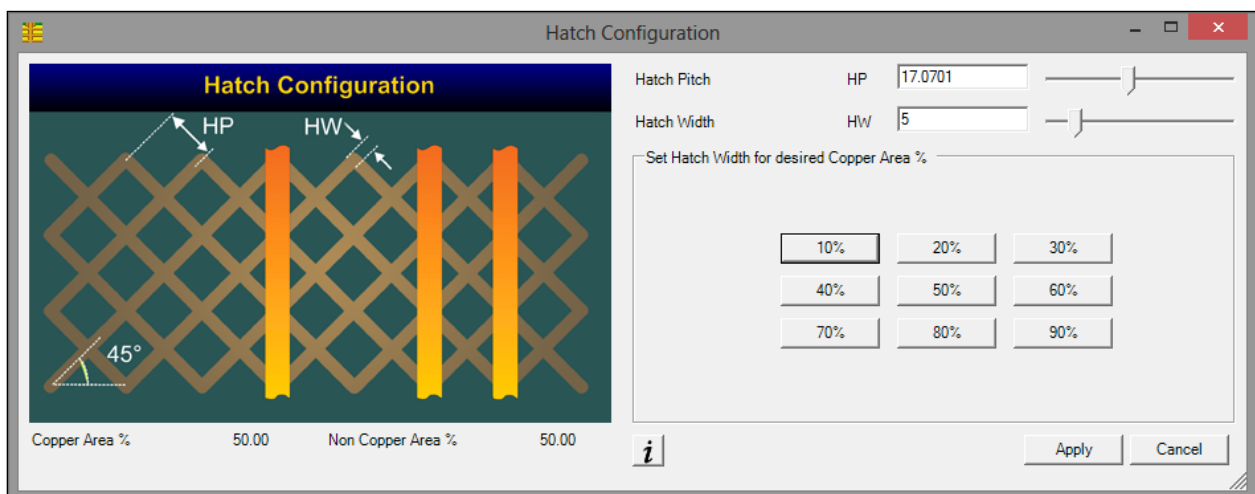 Hatch Configuration
Hatch Configuration
HP
HW
45°
Copper Area % 50.00 Non Copper Area % 50.00
Hatch Pitch HP 17.0701
Hatch Width HW 5
Set Hatch Width for desired Copper Area %
10% 20% 30%
40% 50% 60%
70% 80% 90%
i
Apply Cancel